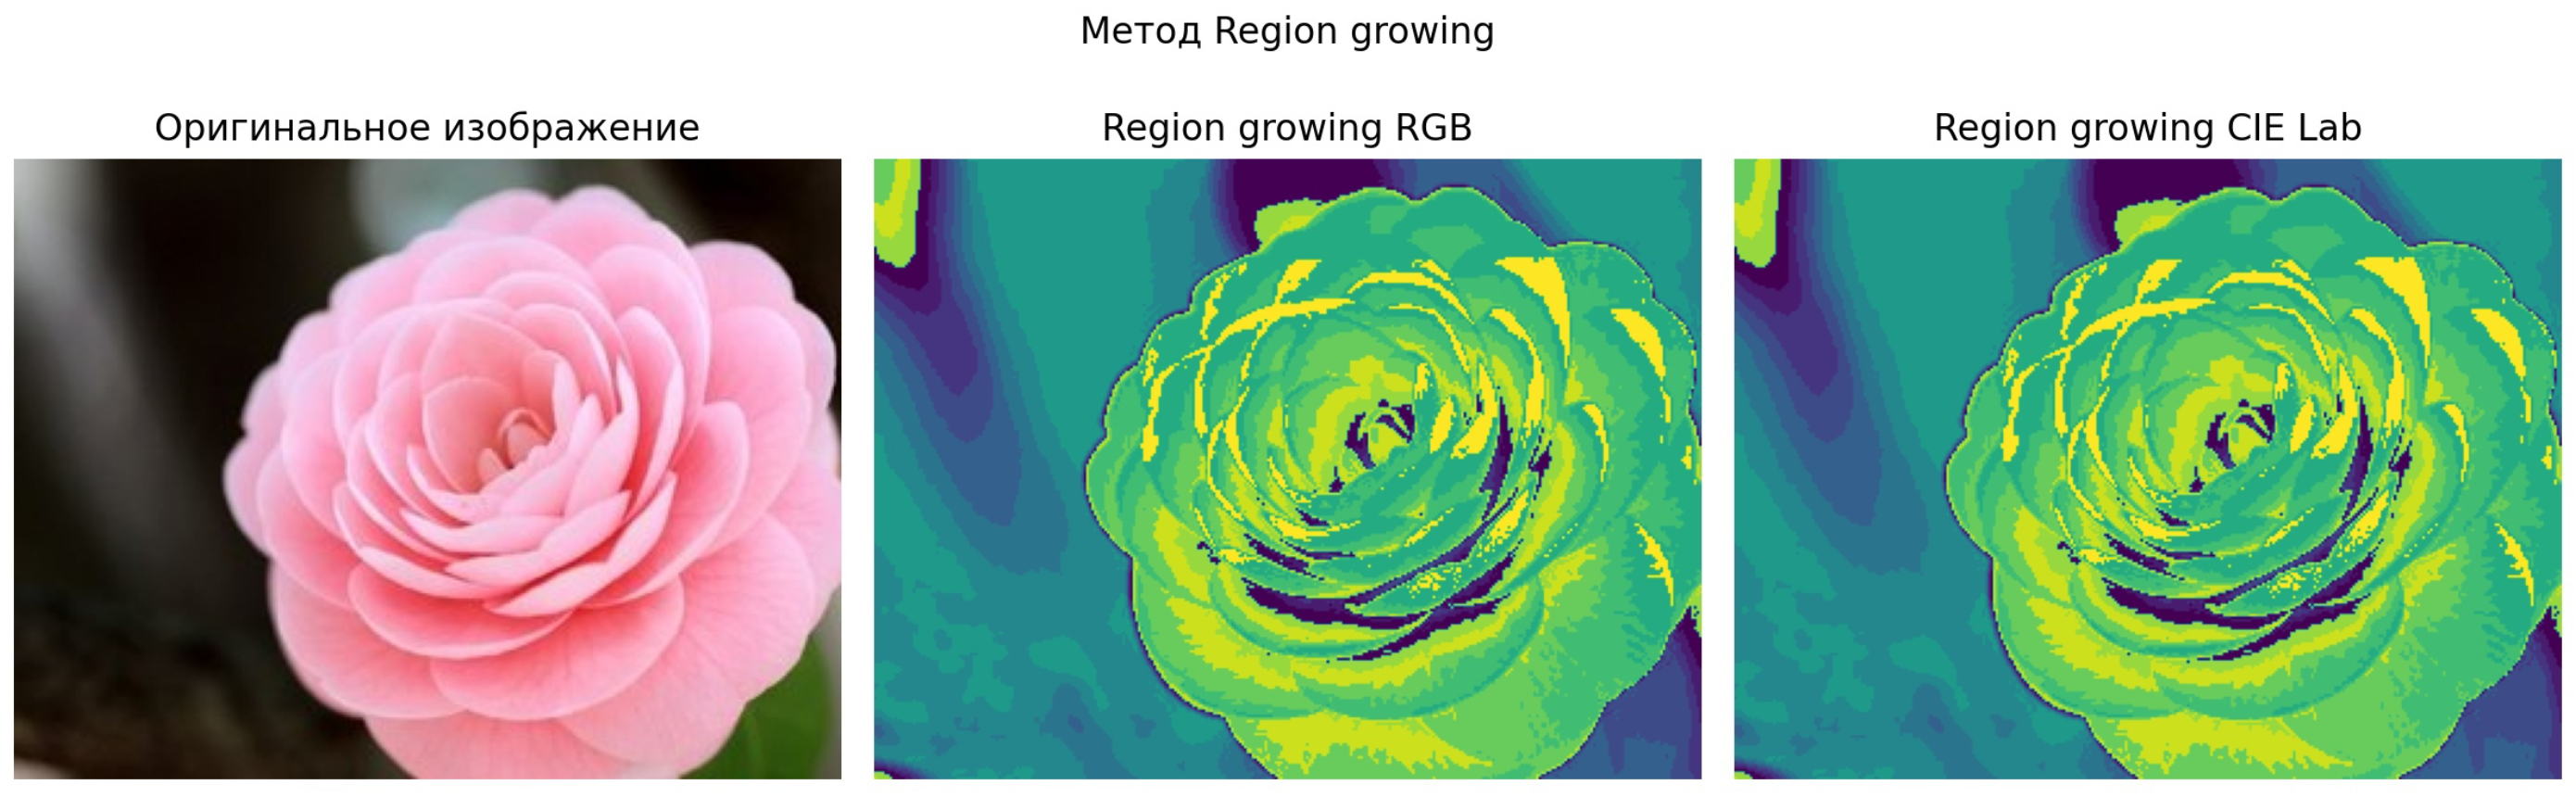 Метод Region growing
Оригинальное изображение
Region growing RGB
Region growing CIE Lab